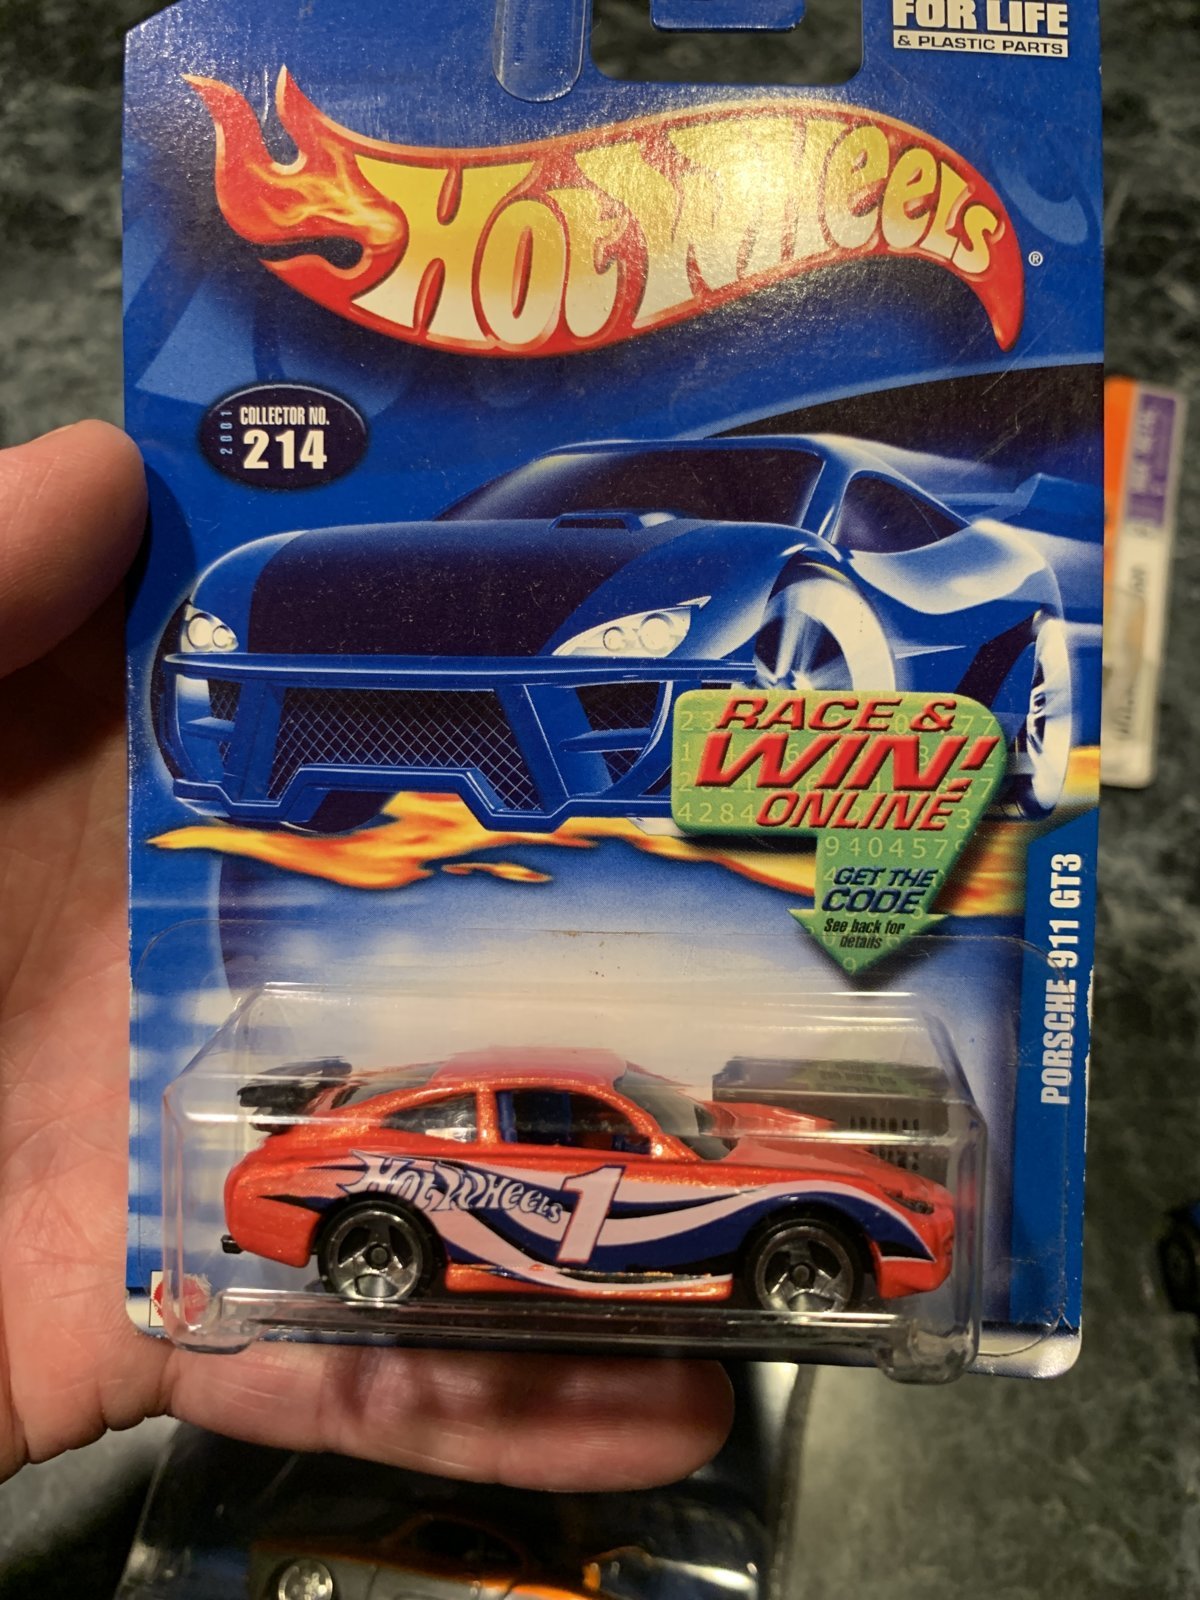 FOR LIFE
& PLASTIC PARTS
HOT WHEELS
®
2001
COLLECTOR NO.
214
RACE &
WIN!
ONLINE
GET THE
CODE
See back for
details
PORSCHE 911 GT3
HOT WHEELS
1